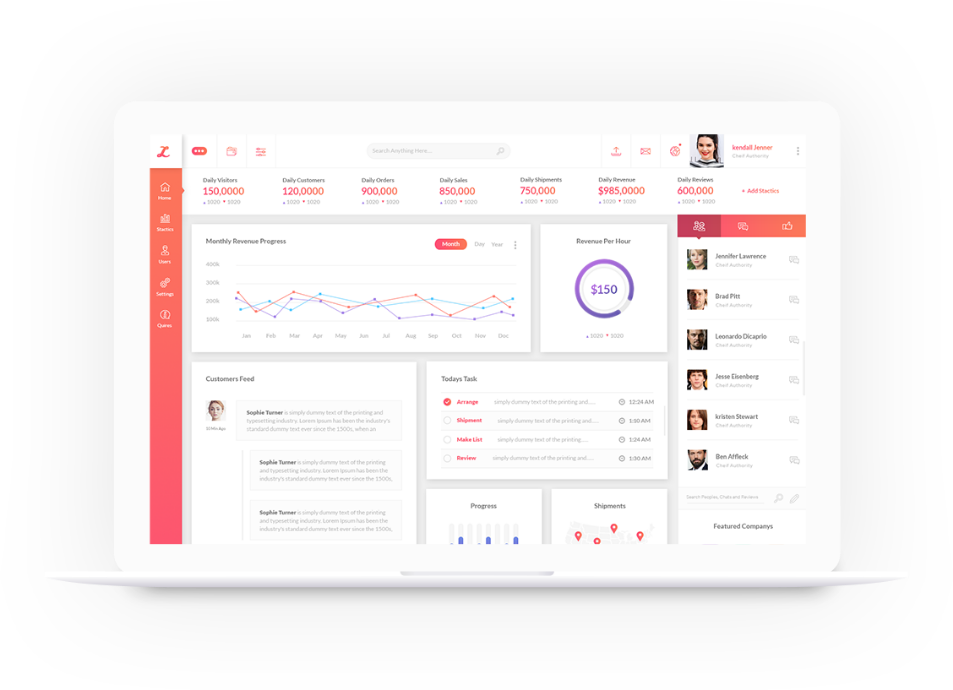 L
Search Anything Here...
kendall Jenner
Cheif Authority
Home
Stactics
Users
Settings
Quires
Daily Visitors
150,0000
1020 1020
Daily Customers
120,0000
1020 1020
Daily Orders
900,000
1020 1020
Daily Sales
850,000
1020 1020
Daily Shipments
750,000
1020 1020
Daily Revenue
$985,0000
1020 1020
Daily Reviews
600,000
1020 1020
+ Add Stactics
Monthly Revenue Progress
Month Day Year
400k
300k
200k
100k
Jan Feb Mar Apr May Jun Jul Aug Sep Oct Nov Dec
Revenue Per Hour
$150
1020 1020
Jennifer Lawrence
Cheif Authority
Brad Pitt
Cheif Authority
Leonardo Dicaprio
Cheif Authority
Jesse Eisenberg
Cheif Authority
kristen Stewart
Cheif Authority
Ben Affleck
Cheif Authority
Search People, Chats and Reveiws
Featured Companys
Customers Feed
12 Min Ago
Sophie Turner is simply dummy text of the printing and
typesetting industry. Lorem Ipsum has been the industry's
standard dummy text ever since the 1500s, when an
Sophie Turner is simply dummy text of the printing
and typesetting industry. Lorem Ipsum has been the
industry's standard dummy text ever since the 1500s,
Sophie Turner is simply dummy text of the printing
and typesetting industry. Lorem Ipsum has been the
industry's standard dummy text ever since the 1500s,
Todays Task
Arrange simply dummy text of the printing and..... 12:24 AM
Shipment simply dummy text of the printing and..... 1:30 AM
Make List simply dummy text of the printing ..... 1:24 AM
Review simply dummy text of the printing and..... 1:30 AM
Progress
Shipments